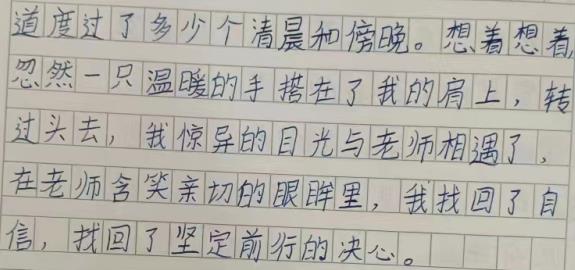 道度过了多少个清晨和傍晚。想着想着,
忽然一只温暖的手搭在了我的肩上，转
过头去，我惊异的目光与老师相遇了，
在老师含笑亲切的眼眸里，我找回了自
信，找回了坚定前行的决心。